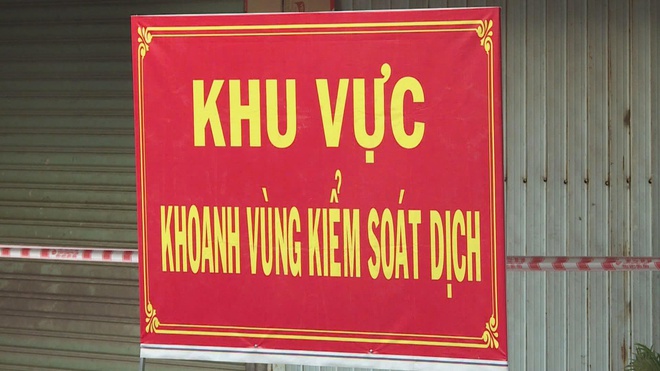 KHU VỰC
KHOANH VÙNG KIỂM SOÁT DỊCH